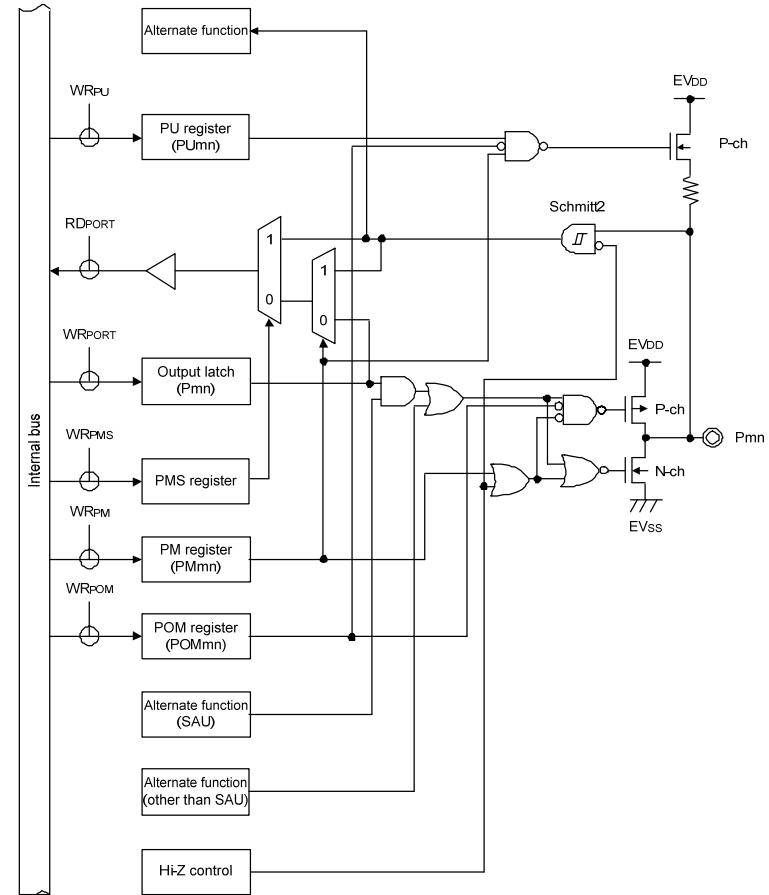 Alternate function
WRPU
PU register
(PUmn)
EVDD
P-ch
Schmitt2
RDPORT
1
0
1
0
WRPORT
Output latch
(Pmn)
EVDD
P-ch
Pmn
N-ch
EVSS
Internal bus
WRPMS
PMS register
WRPM
PM register
(PMmn)
WRPOM
POM register
(POMmn)
Alternate function
(SAU)
Alternate function
(other than SAU)
Hi-Z control